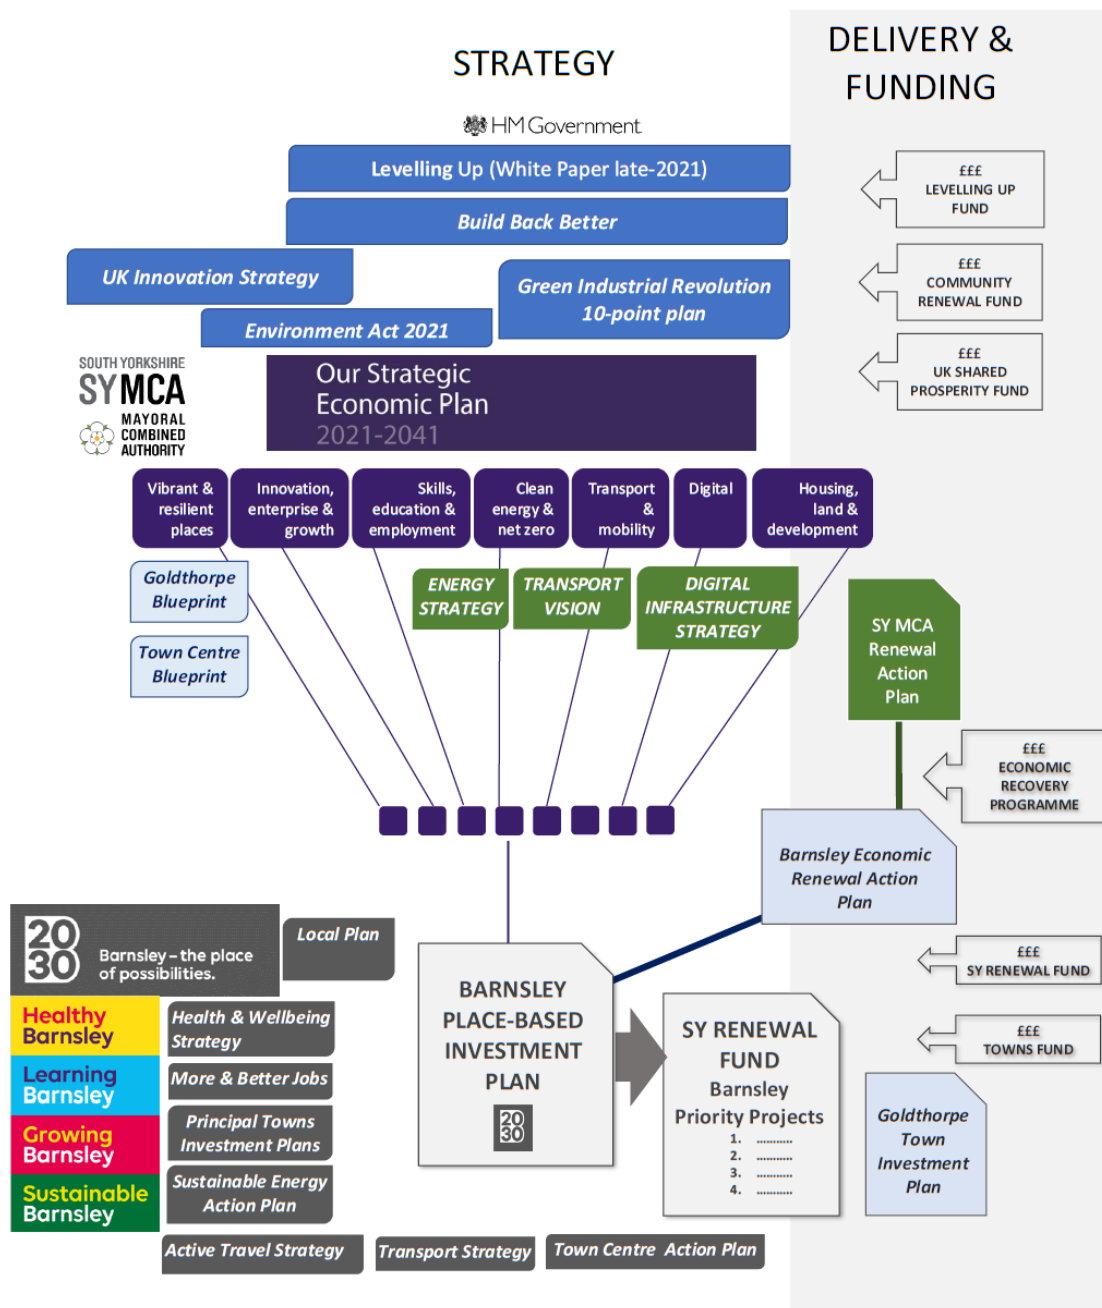 STRATEGY
DELIVERY &
FUNDING
HM Government
Levelling Up (White Paper late-2021)
Build Back Better
UK Innovation Strategy
Green Industrial Revolution
10-point plan
Environment Act 2021
£££
LEVELLING UP
FUND
£££
COMMUNITY
RENEWAL FUND
£££
UK SHARED
PROSPERITY FUND
SOUTH YORKSHIRE
SYMCA
MAYORAL
COMBINED
AUTHORITY
Our Strategic
Economic Plan
2021-2041
Vibrant &
resilient
places
Innovation,
enterprise &
growth
Skills,
education &
employment
Clean
energy &
net zero
Transport
&
mobility
Digital
Housing,
land &
development
Goldthorpe
Blueprint
Town Centre
Blueprint
ENERGY
STRATEGY
TRANSPORT
VISION
DIGITAL
INFRASTRUCTURE
STRATEGY
SY MCA
Renewal
Action
Plan
£££
ECONOMIC
RECOVERY
PROGRAMME
Barnsley Economic
Renewal Action
Plan
£££
SY RENEWAL FUND
£££
TOWNS FUND
20
30
Barnsley – the place
of possibilities.
Local Plan
Healthy
Barnsley
Health & Wellbeing
Strategy
Learning
Barnsley
More & Better Jobs
Growing
Barnsley
Principal Towns
Investment Plans
Sustainable
Barnsley
Sustainable Energy
Action Plan
Active Travel Strategy
Transport Strategy
Town Centre Action Plan
BARNSLEY
PLACE-BASED
INVESTMENT
PLAN
20
30
SY RENEWAL
FUND
Barnsley
Priority Projects
1. ...........
2. ...........
3. ...........
4. ...........
Goldthorpe
Town
Investment
Plan